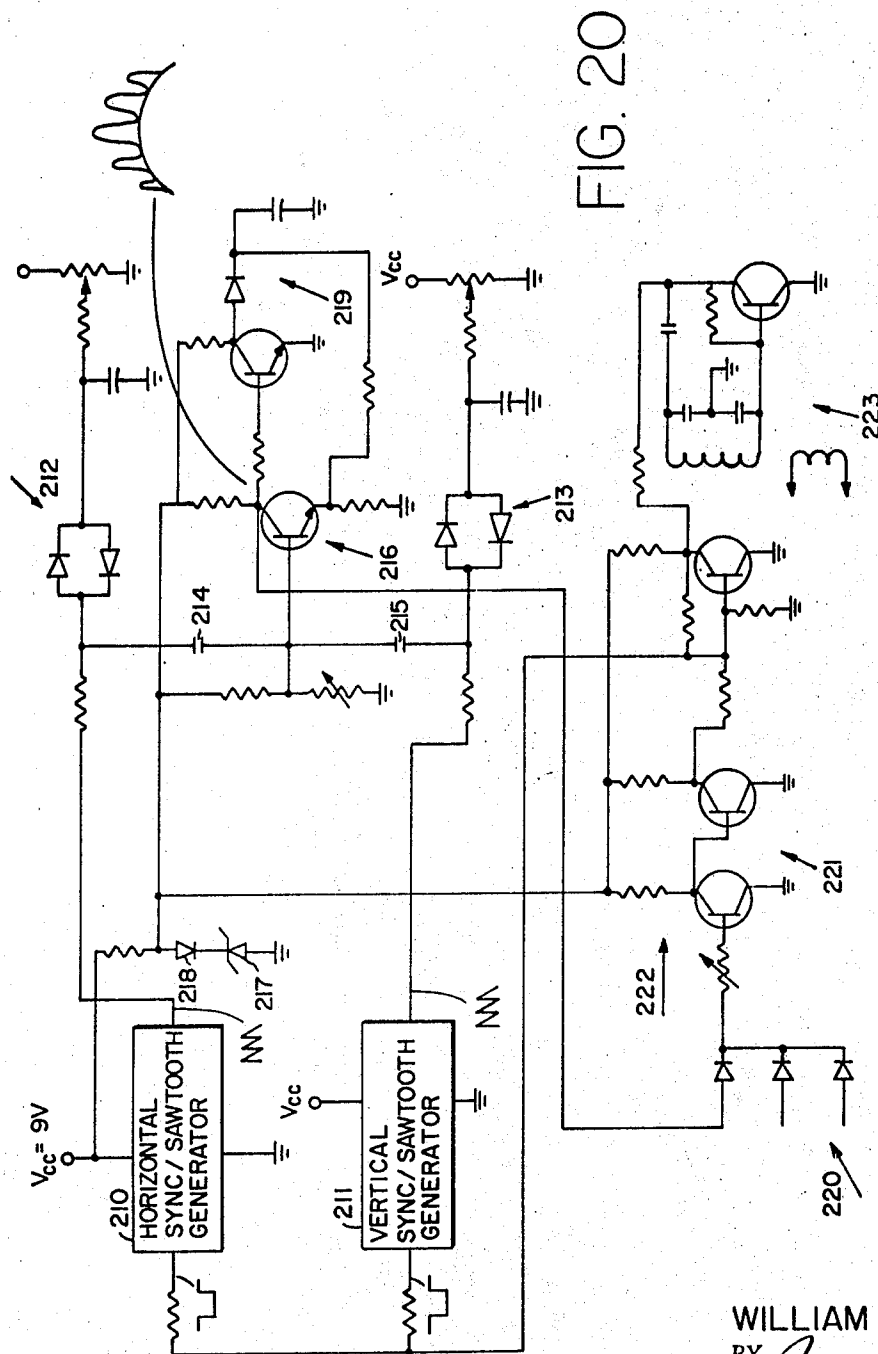 FIG. 20
212
219
Vcc
214
216
213
215
Vcc = 9V
210
HORIZONTAL
SYNC/SAWTOOTH
GENERATOR
218
217
Vcc
211
VERTICAL
SYNC/SAWTOOTH
GENERATOR
223
222
221
220
WILLIAM
BY